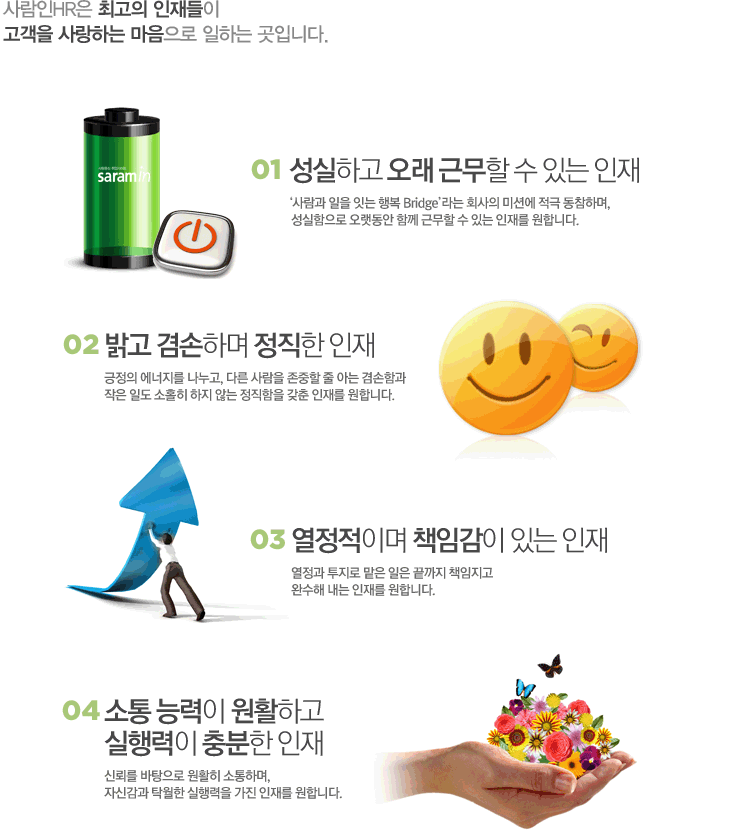 사람인HR은 최고의 인재들이
고객을 사랑하는 마음으로 일하는 곳입니다.
saramin
01 성실하고 오래 근무할 수 있는 인재
‘사람과 일을 잇는 행복 Bridge’라는 회사의 미션에 적극 동참하며,
성실함으로 오랫동안 함께 근무할 수 있는 인재를 원합니다.
02 밝고 겸손하며 정직한 인재
긍정의 에너지를 나누고, 다른 사람을 존중할 줄 아는 겸손함과
작은 일도 소홀히 하지 않는 정직함을 갖춘 인재를 원합니다.
03 열정적이며 책임감이 있는 인재
열정과 투지로 맡은 일은 끝까지 책임지고
완수해 내는 인재를 원합니다.
04 소통 능력이 원활하고
실행력이 충분한 인재
신뢰를 바탕으로 원활히 소통하며,
자신감과 탁월한 실행력을 가진 인재를 원합니다.